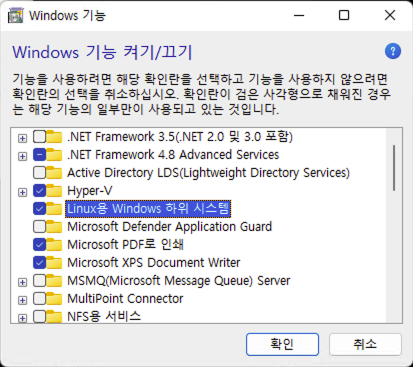 Windows 기능
Windows 기능 켜기/끄기
?
기능을 사용하려면 해당 확인란을 선택하고 기능을 사용하지 않으려면
확인란의 선택을 취소하십시오. 확인란이 검은 사각형으로 채워진 경우
는 해당 기능의 일부만이 사용되고 있는 것입니다.
.NET Framework 3.5(.NET 2.0 및 3.0 포함)
.NET Framework 4.8 Advanced Services
Active Directory LDS(Lightweight Directory Services)
Hyper-V
Linux용 Windows 하위 시스템
Microsoft Defender Application Guard
Microsoft PDF로 인쇄
Microsoft XPS Document Writer
MSMQ(Microsoft Message Queue) Server
MultiPoint Connector
NFS용 서비스
확인
취소